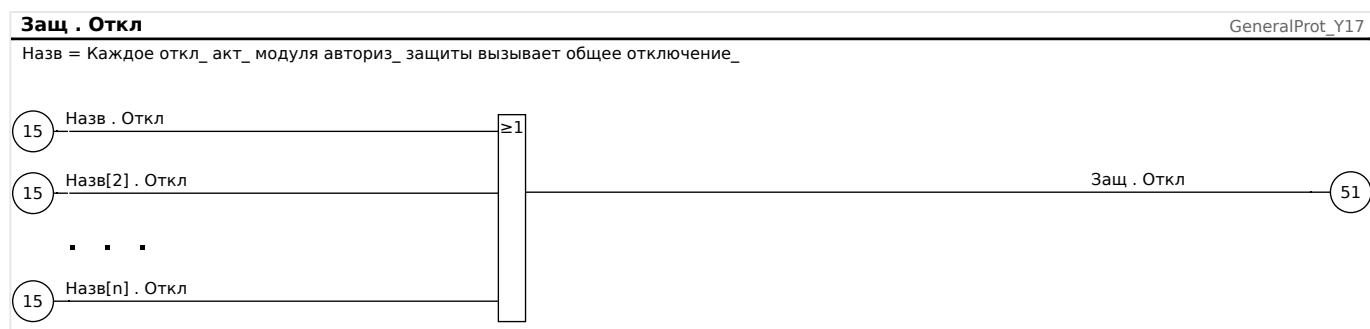 Защ . Откл
GeneralProt_Y17
Назв = Каждое откл_ акт_ модуля авториз_ защиты вызывает общее отключение_
Назв . Откл
15
≥1
Назв[2] . Откл
15
Защ . Откл
51
. . .
Назв[n] . Откл
15